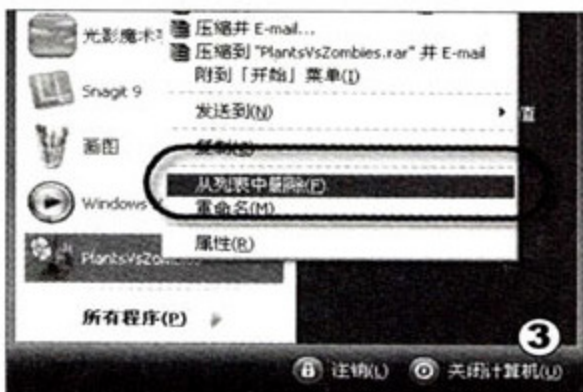 光影魔术
压缩并 E-mail...
压缩到 "PlantsVsZombies.rar" 并 E-mail
附到「开始」菜单(I)
Snagit 9
发送到(N)
画图
复制(C)
从列表中删除(F)
Windows
重命名(M)
属性(R)
PlantsVsZo
所有程序(P)
③
注销(L)
关闭计算机(U)